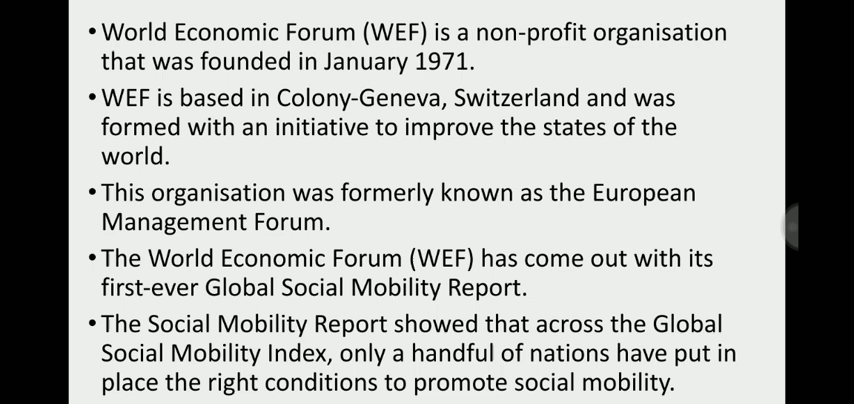 • World Economic Forum (WEF) is a non-profit organisation
that was founded in January 1971.
• WEF is based in Colony-Geneva, Switzerland and was
formed with an initiative to improve the states of the
world.
• This organisation was formerly known as the European
Management Forum.
• The World Economic Forum (WEF) has come out with its
first-ever Global Social Mobility Report.
• The Social Mobility Report showed that across the Global
Social Mobility Index, only a handful of nations have put in
place the right conditions to promote social mobility.